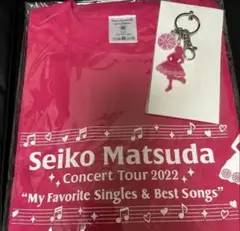 Seiko Matsuda
Concert Tour 2022
"My Favorite Singles & Best Songs"